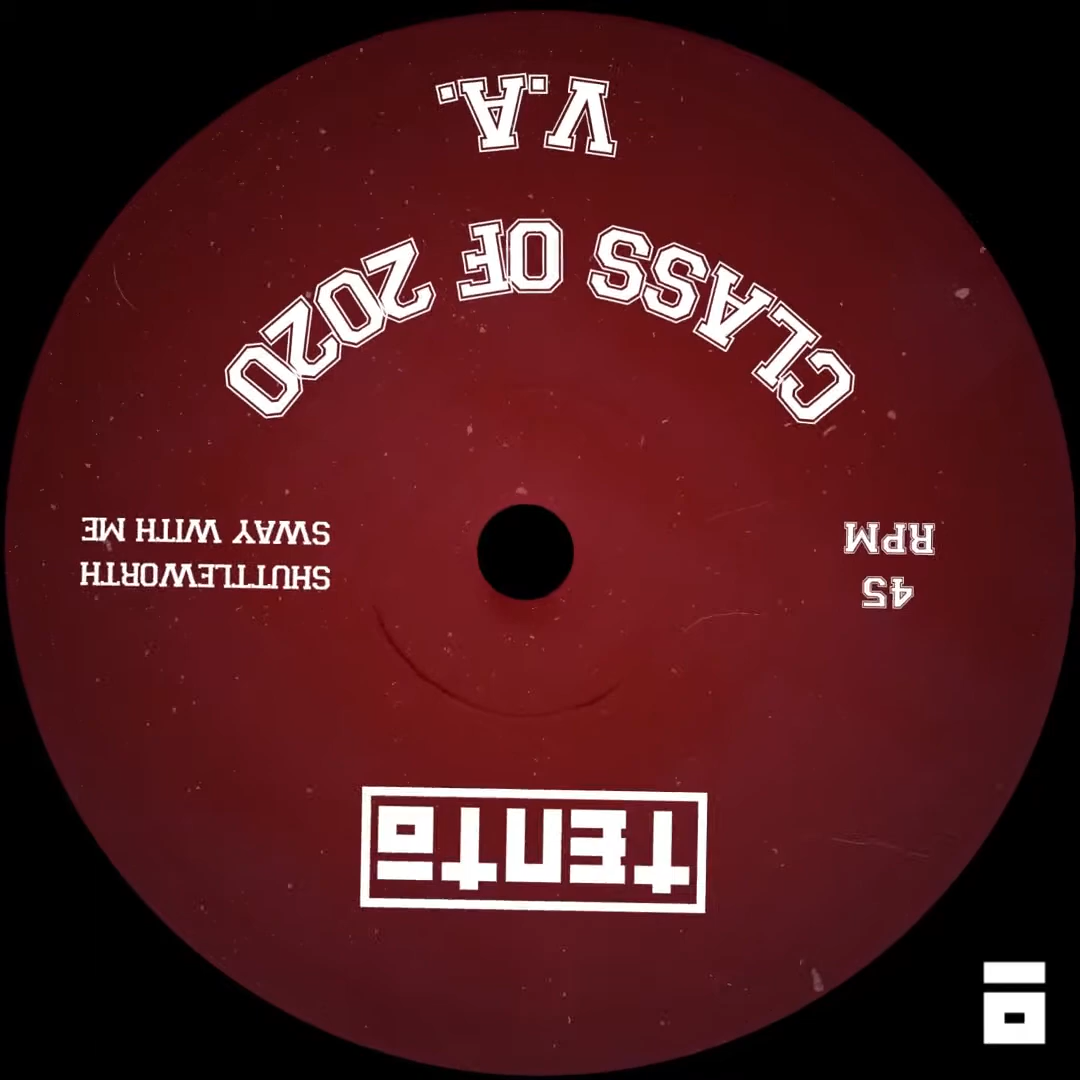 TENTŌ
SHUTTLEWORTH
SWAY WITH ME
45
RPM
CLASS OF 2020
V.A.